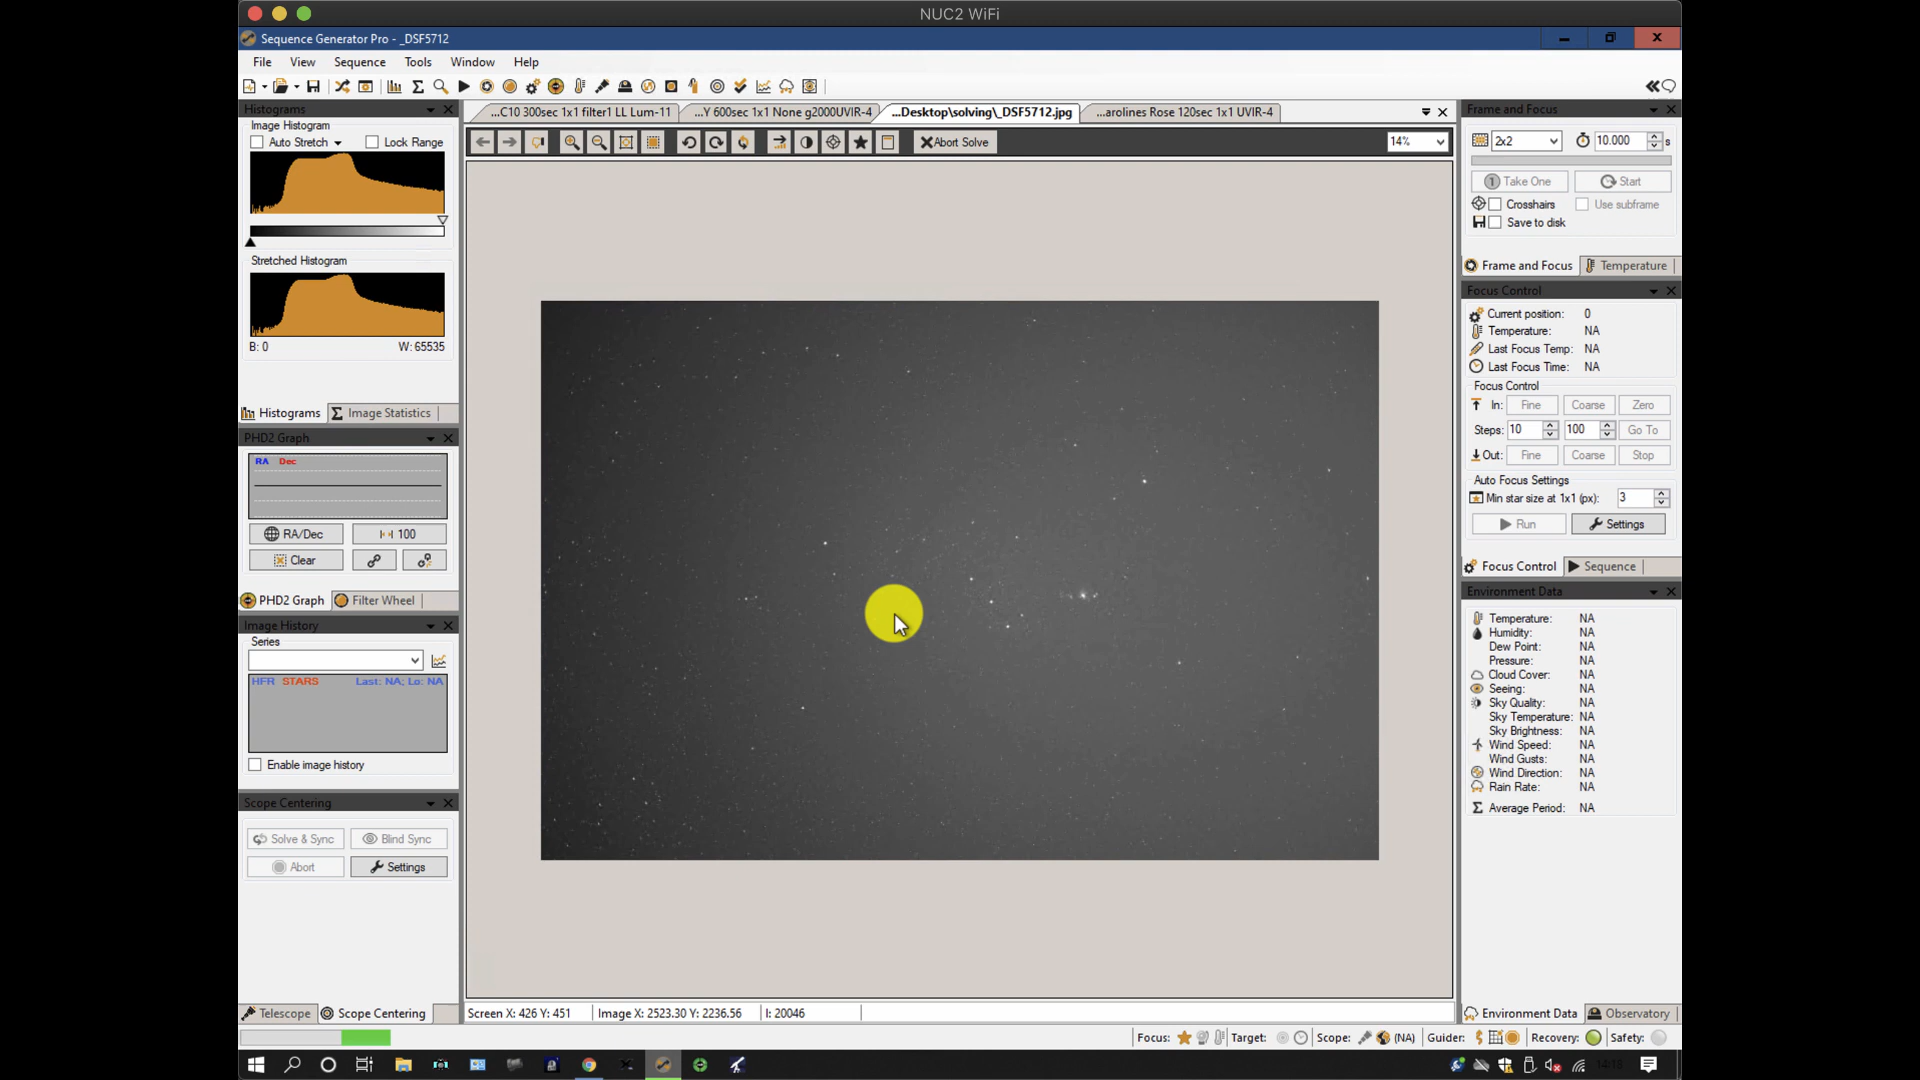 NUC2 WiFi
Sequence Generator Pro - _DSF5712
File View Sequence Tools Window Help
Histograms
Image Histogram
Auto Stretch Lock Range
Stretched Histogram
B: 0 W: 65535
Histograms Image Statistics
PHD2 Graph
RA Dec
RA/Dec 100
Clear
PHD2 Graph Filter Wheel
Image History
Series
HFR STARS Last: NA; Lo: NA
Enable image history
Scope Centering
Solve & Sync Blind Sync
Abort Settings
Telescope Scope Centering
...C10 300sec 1x1 filter1 LL Lum-11 ...Y 600sec 1x1 None g2000UVIR-4 ...Desktop\solving\_DSF5712.jpg ...arolines Rose 120sec 1x1 UVIR-4
Abort Solve 14%
Screen X: 426 Y: 451 Image X: 2523.30 Y: 2236.56 I: 20046
Frame and Focus
2x2 10.000 s
1 Take One Start
Crosshairs Use subframe
Save to disk
Frame and Focus Temperature
Focus Control
Current position: 0
Temperature: NA
Last Focus Temp: NA
Last Focus Time: NA
Focus Control
In: Fine Coarse Zero
Steps: 10 100 Go To
Out: Fine Coarse Stop
Auto Focus Settings
Min star size at 1x1 (px): 3
Run Settings
Focus Control Sequence
Environment Data
Temperature: NA
Humidity: NA
Dew Point: NA
Pressure: NA
Cloud Cover: NA
Seeing: NA
Sky Quality: NA
Sky Temperature: NA
Sky Brightness: NA
Wind Speed: NA
Wind Gusts: NA
Wind Direction: NA
Rain Rate: NA
Average Period: NA
Environment Data Observatory
Focus: Target: Scope: (NA) Guider: Recovery: Safety: